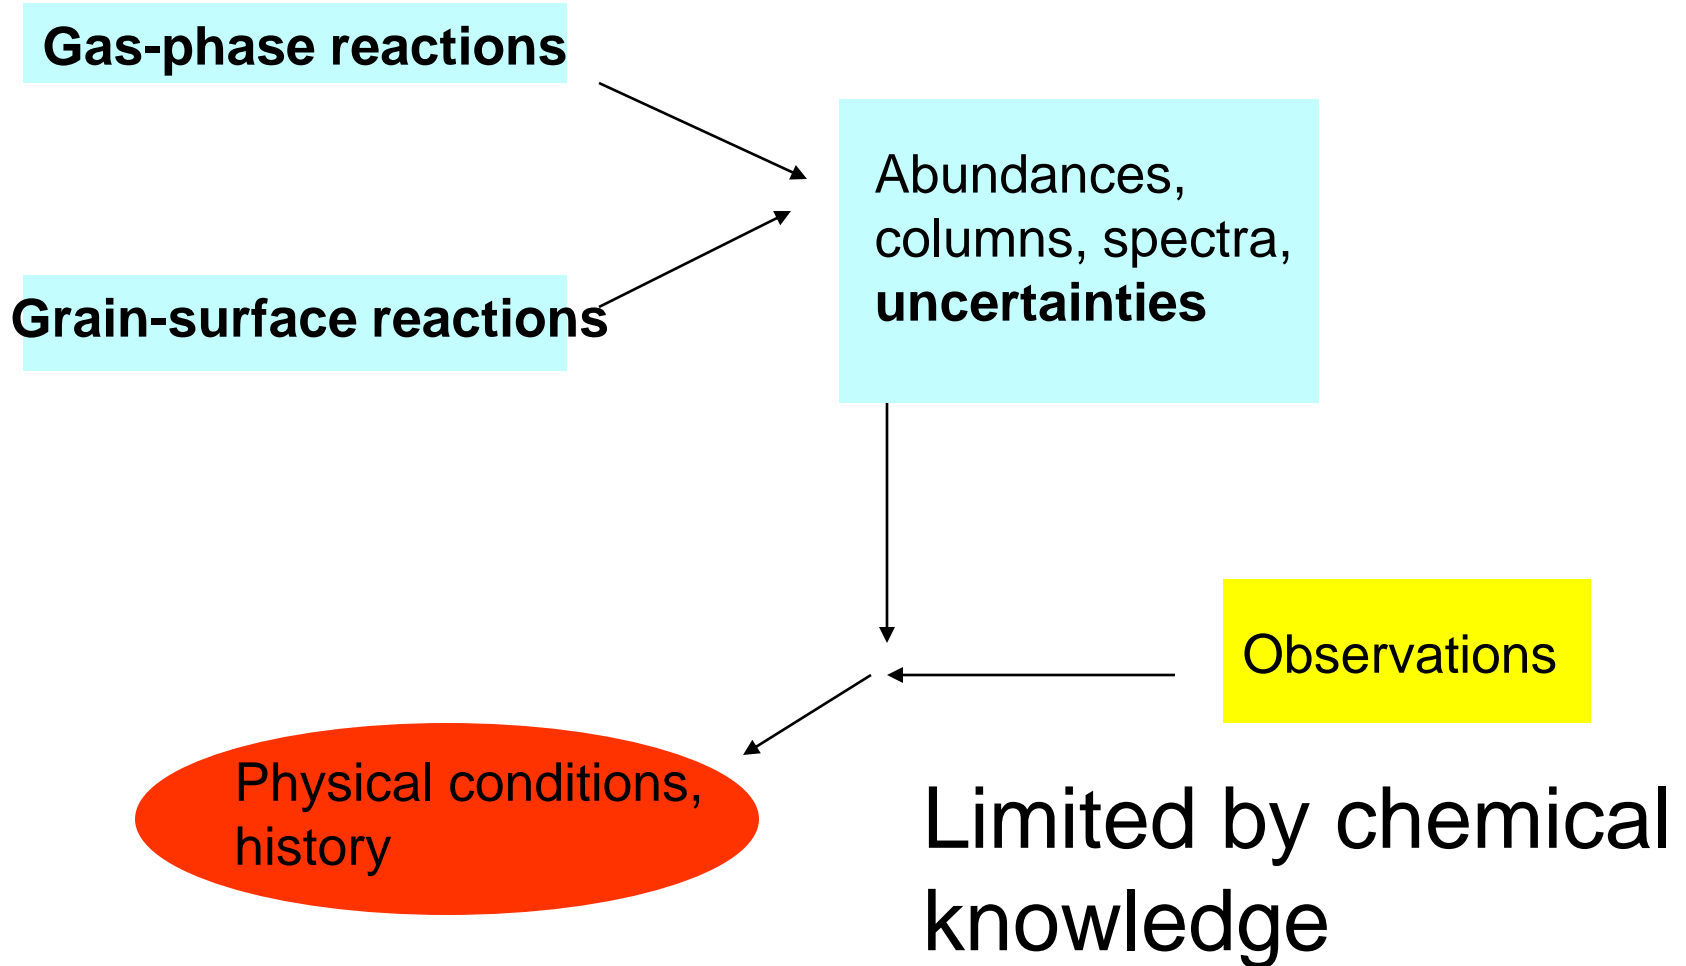 Gas-phase reactions
Abundances,
columns, spectra,
uncertainties
Grain-surface reactions
Observations
Physical conditions,
history
Limited by chemical
knowledge